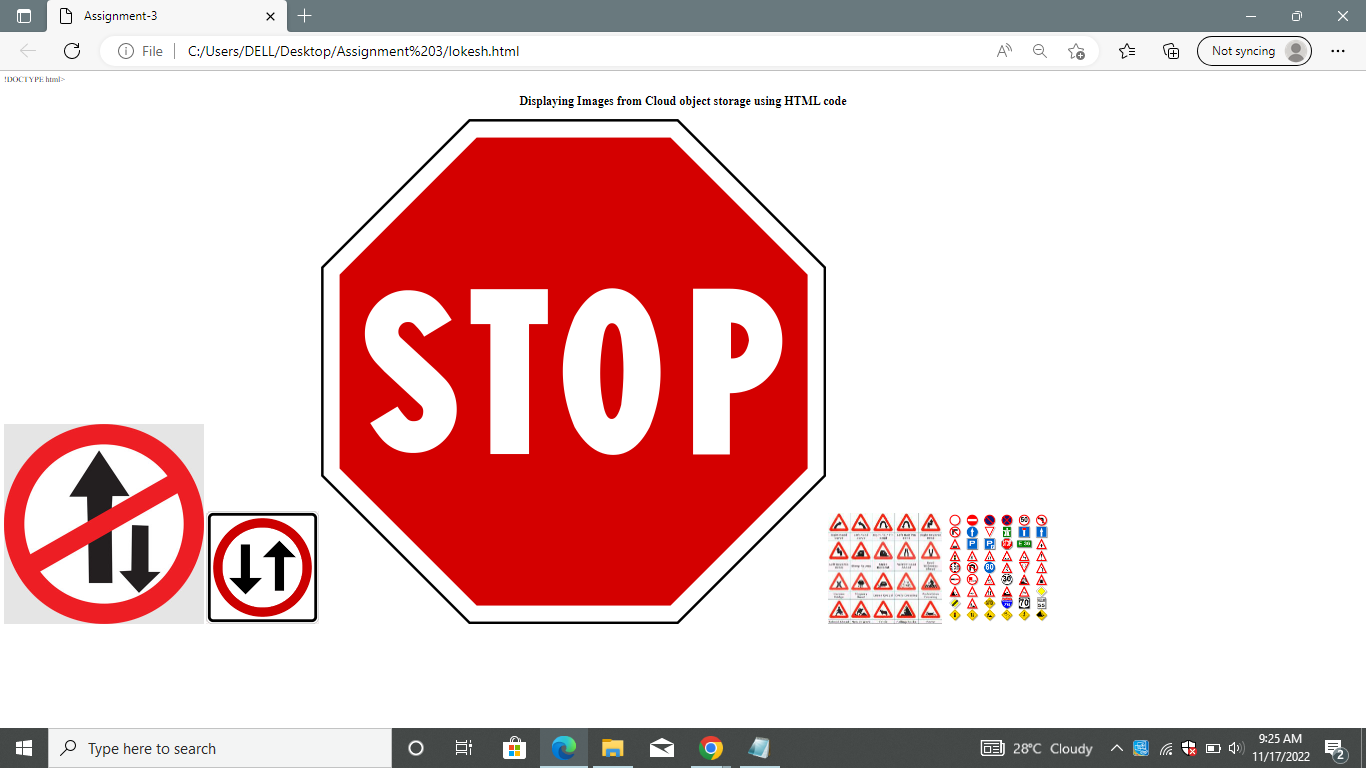 Assignment-3
File
C:/Users/DELL/Desktop/Assignment%203/lokesh.html
Not syncing
!DOCTYPE html>
Displaying Images from Cloud object storage using HTML code
STOP
Type here to search
28°C Cloudy
9:25 AM
11/17/2022
2